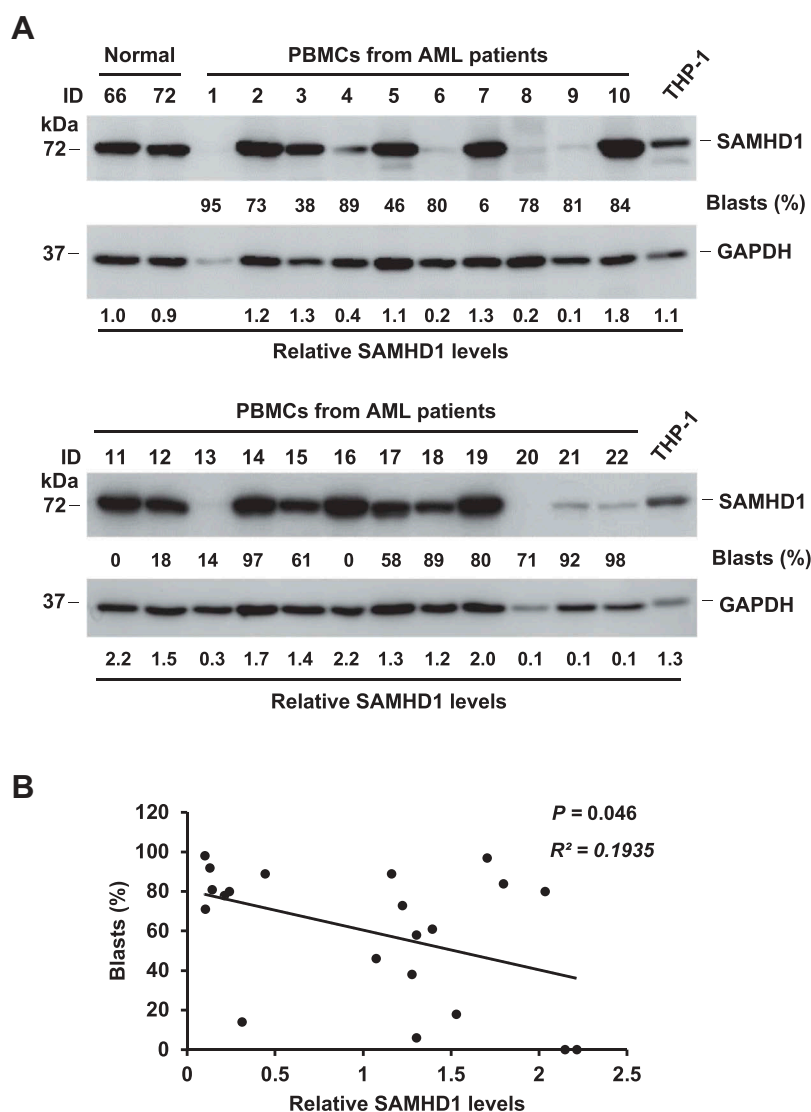 A
Normal PBMCs from AML patients THP-1
ID 66 72 1 2 3 4 5 6 7 8 9 10
kDa
72 SAMHD1
95 73 38 89 46 80 6 78 81 84 Blasts (%)
37 GAPDH
1.0 0.9 1.2 1.3 0.4 1.1 0.2 1.3 0.2 0.1 1.8 1.1
Relative SAMHD1 levels
PBMCs from AML patients THP-1
ID 11 12 13 14 15 16 17 18 19 20 21 22
kDa
72 SAMHD1
0 18 14 97 61 0 58 89 80 71 92 98 Blasts (%)
37 GAPDH
2.2 1.5 0.3 1.7 1.4 2.2 1.3 1.2 2.0 0.1 0.1 0.1 1.3
Relative SAMHD1 levels
B
P = 0.046
R² = 0.1935
Blasts (%)
120
100
80
60
40
20
0
0 0.5 1 1.5 2 2.5
Relative SAMHD1 levels